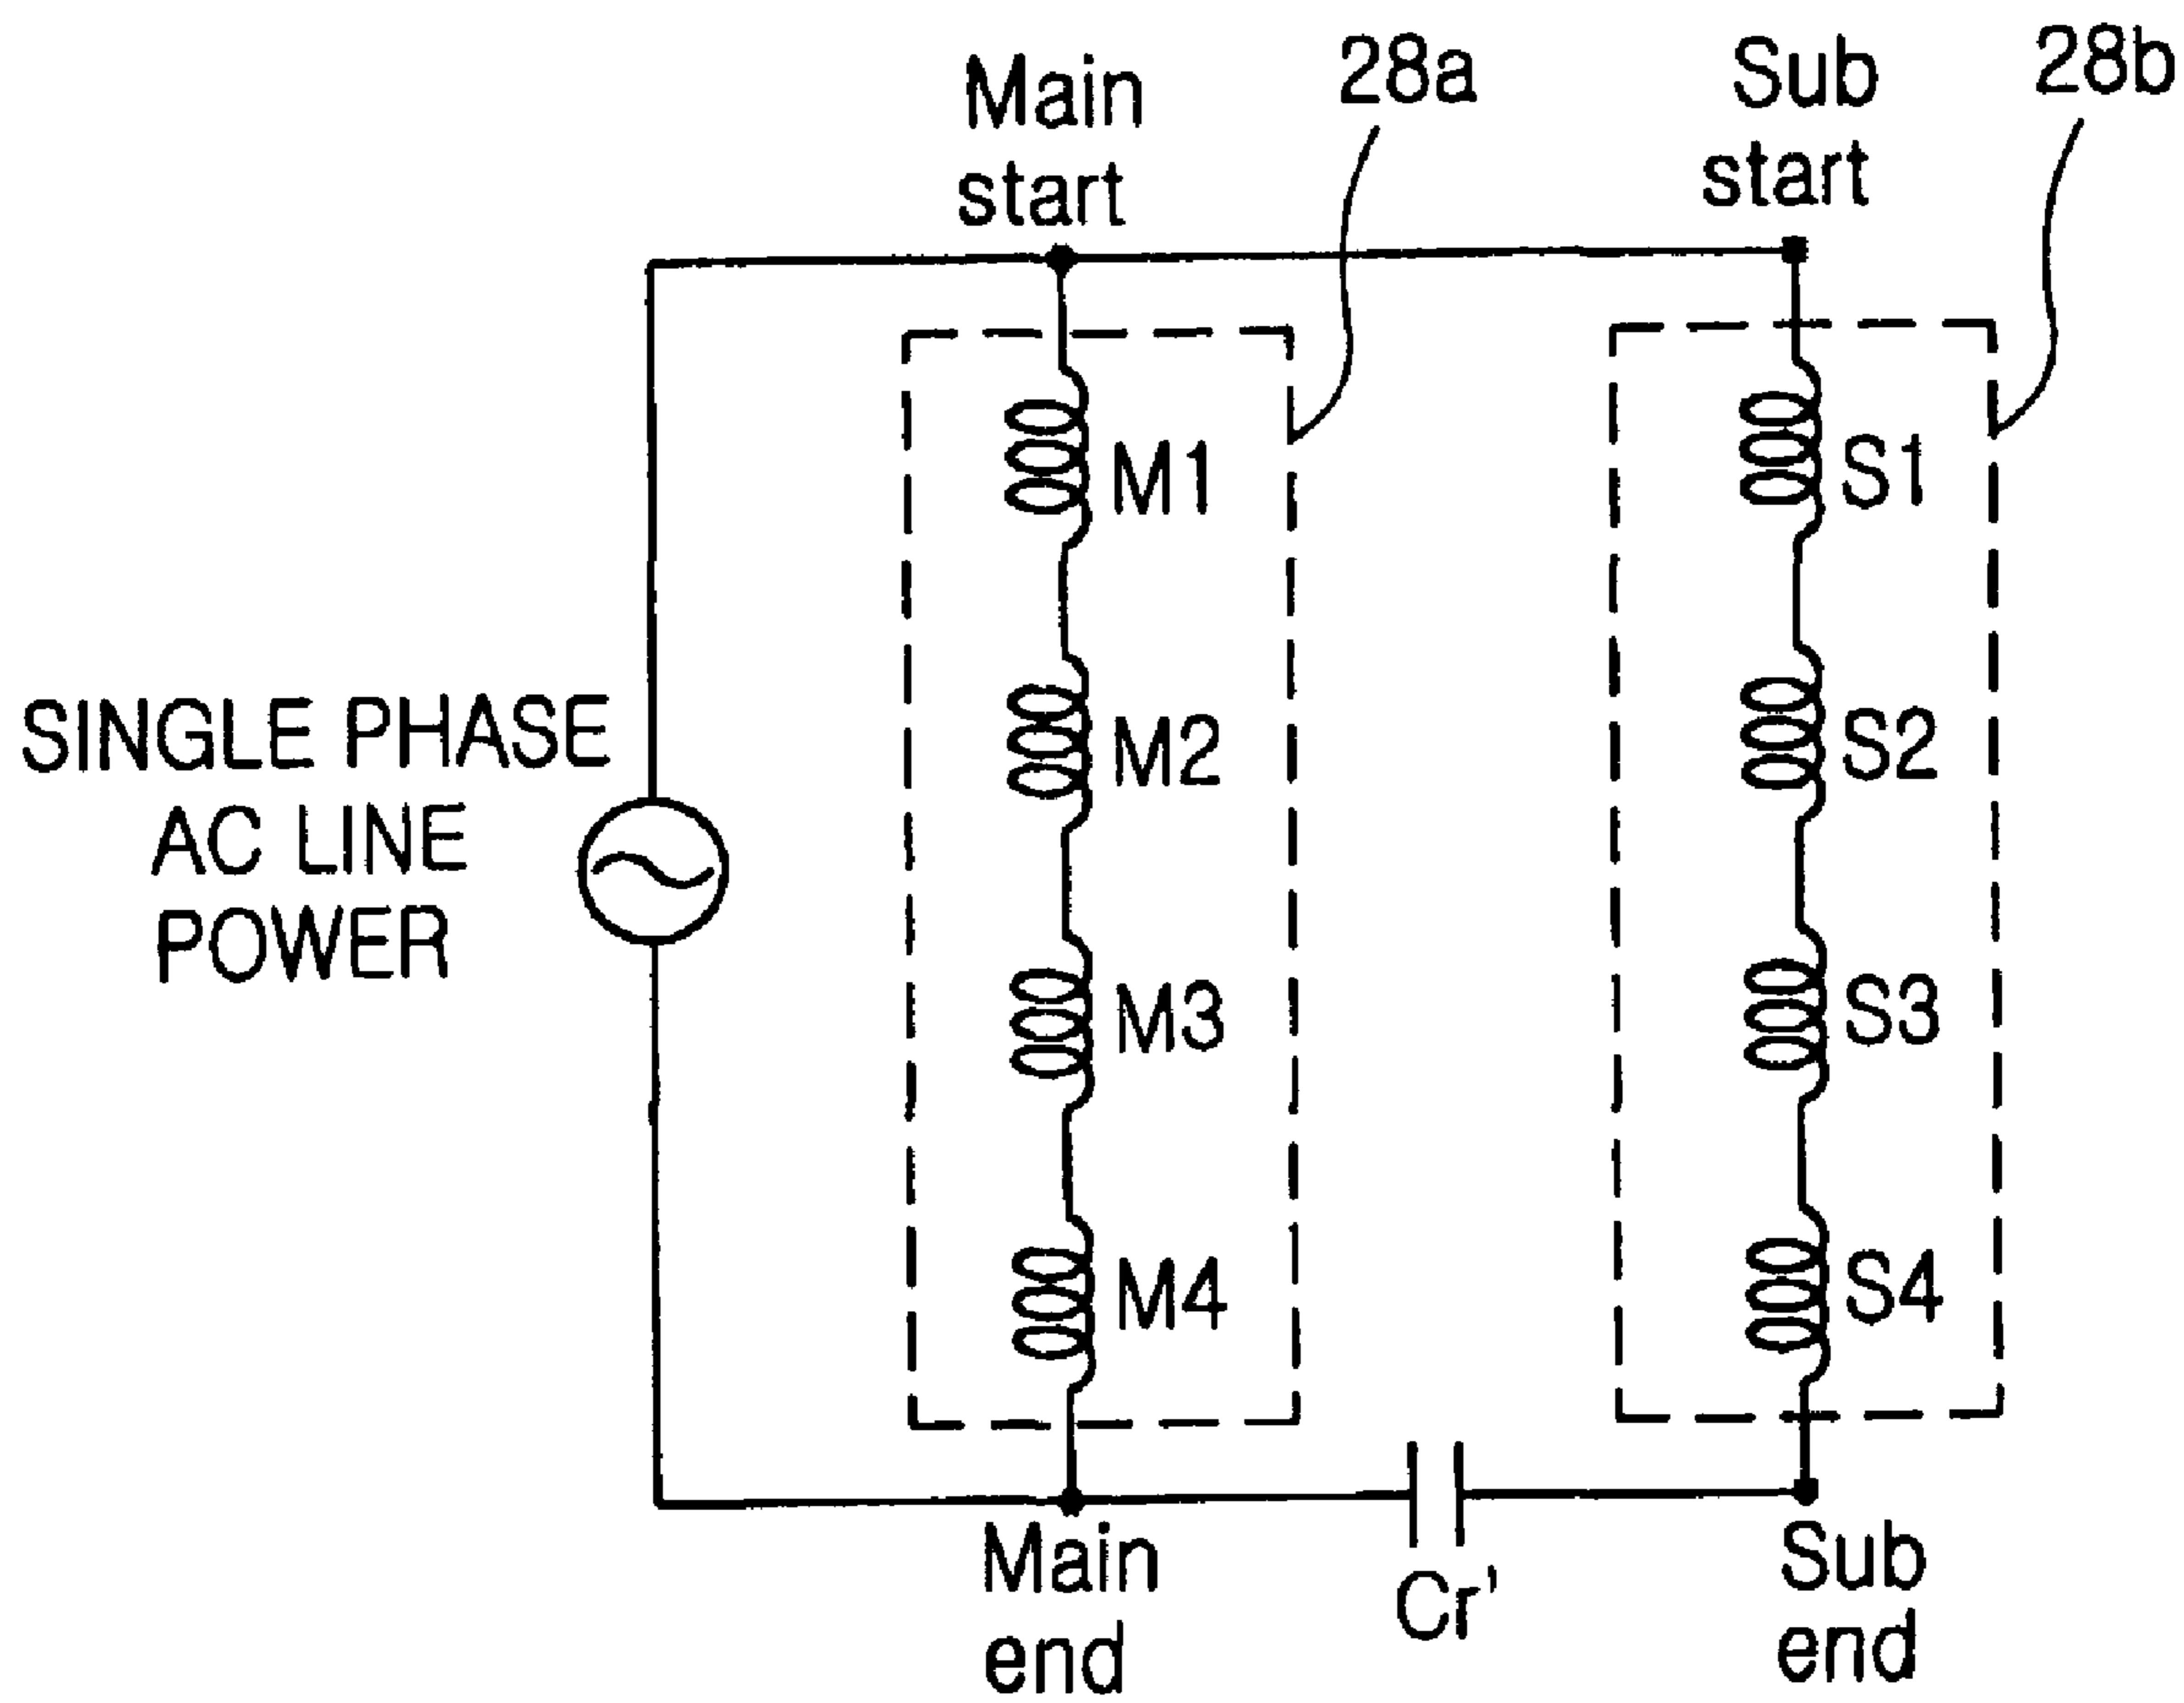 Main
start
28a
Sub
start
28b
M1
S1
SINGLE PHASE
AC LINE
POWER
M2
S2
M3
S3
M4
S4
Main
end
Cr'
Sub
end